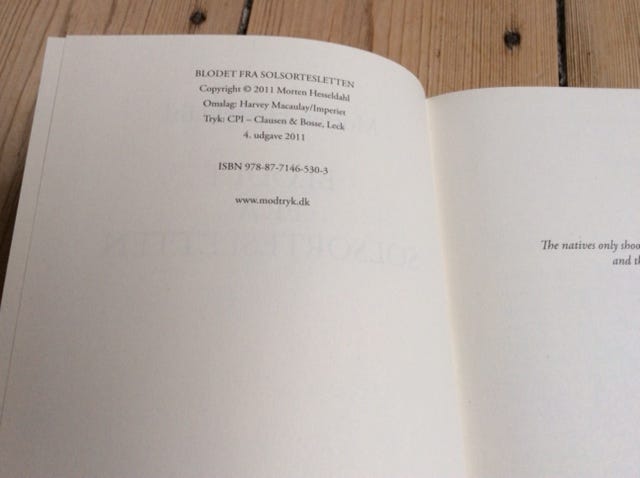 BLODET FRA SOLSORTESLETTEN
Copyright © 2011 Morten Hesseldahl
Omslag: Harvey Macaulay/Imperiet
Tryk: CPI – Clausen & Bosse, Leck
4. udgave 2011
ISBN 978-87-7146-530-3
www.modtryk.dk
The natives only shoo
and th